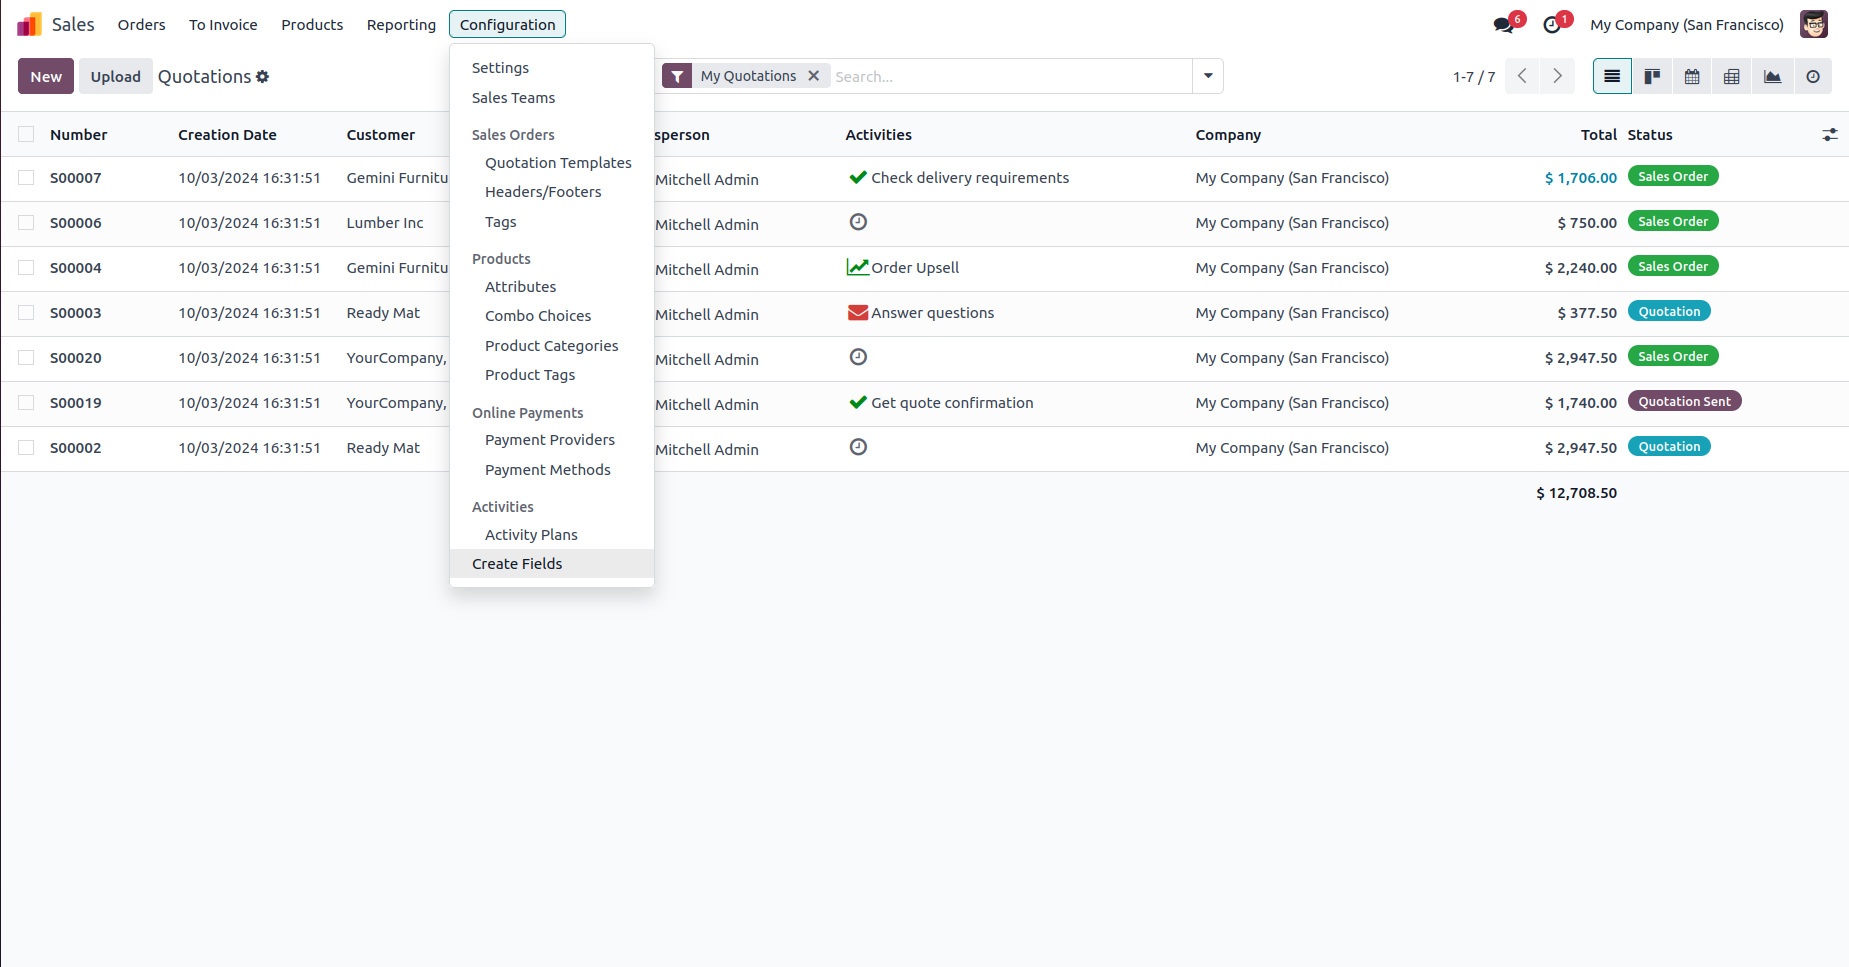 Sales Orders To Invoice Products Reporting Configuration 6 1 My Company (San Francisco)
New Upload Quotations My Quotations Search... 1-7 / 7
Settings
Sales Teams
Sales Orders
Quotation Templates
Headers/Footers
Tags
Products
Attributes
Combo Choices
Product Categories
Product Tags
Online Payments
Payment Providers
Payment Methods
Activities
Activity Plans
Create Fields
Number Creation Date Customer sperson Activities Company Total Status
S00007 10/03/2024 16:31:51 Gemini Furnitu Mitchell Admin Check delivery requirements My Company (San Francisco) $ 1,706.00 Sales Order
S00006 10/03/2024 16:31:51 Lumber Inc Mitchell Admin My Company (San Francisco) $ 750.00 Sales Order
S00004 10/03/2024 16:31:51 Gemini Furnitu Mitchell Admin Order Upsell My Company (San Francisco) $ 2,240.00 Sales Order
S00003 10/03/2024 16:31:51 Ready Mat Mitchell Admin Answer questions My Company (San Francisco) $ 377.50 Quotation
S00020 10/03/2024 16:31:51 YourCompany, Mitchell Admin My Company (San Francisco) $ 2,947.50 Sales Order
S00019 10/03/2024 16:31:51 YourCompany, Mitchell Admin Get quote confirmation My Company (San Francisco) $ 1,740.00 Quotation Sent
S00002 10/03/2024 16:31:51 Ready Mat Mitchell Admin My Company (San Francisco) $ 2,947.50 Quotation
$ 12,708.50